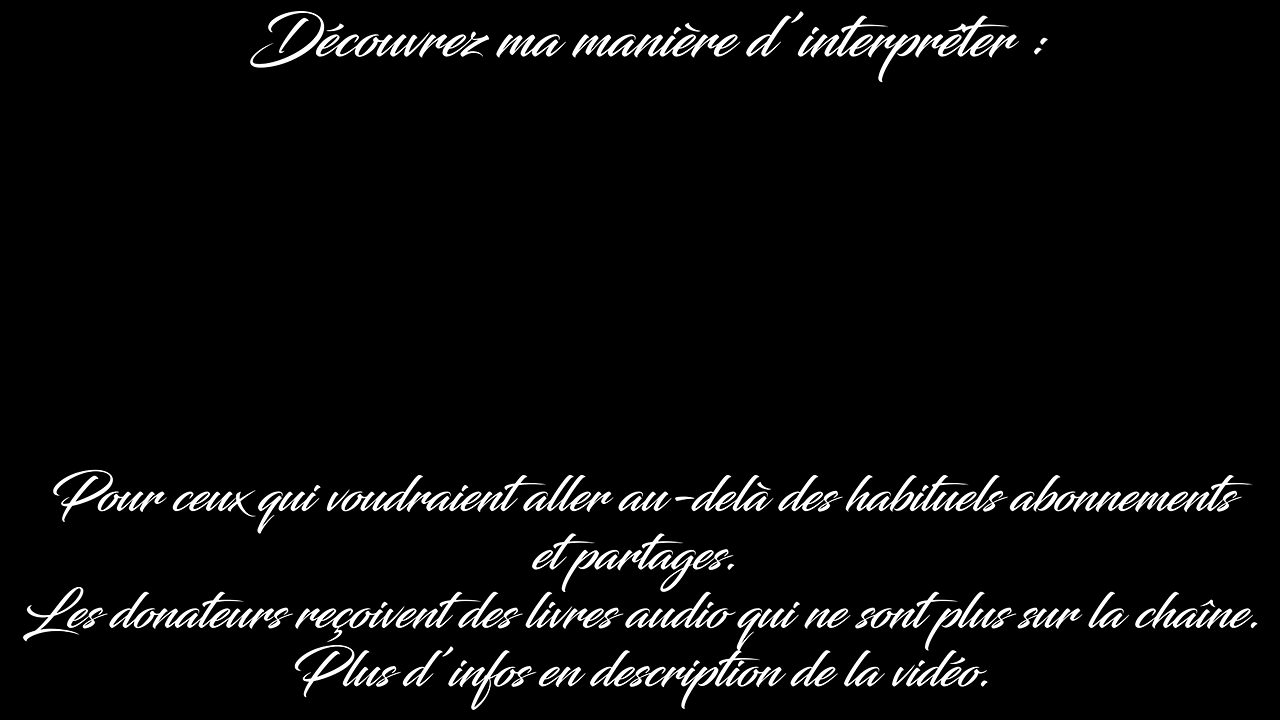 Découvrez ma manière d'interpréter :
Pour ceux qui voudraient aller au-delà des habituels abonnements
et partages.
Les donateurs reçoivent des livres audio qui ne sont plus sur la chaîne.
Plus d'infos en description de la vidéo.